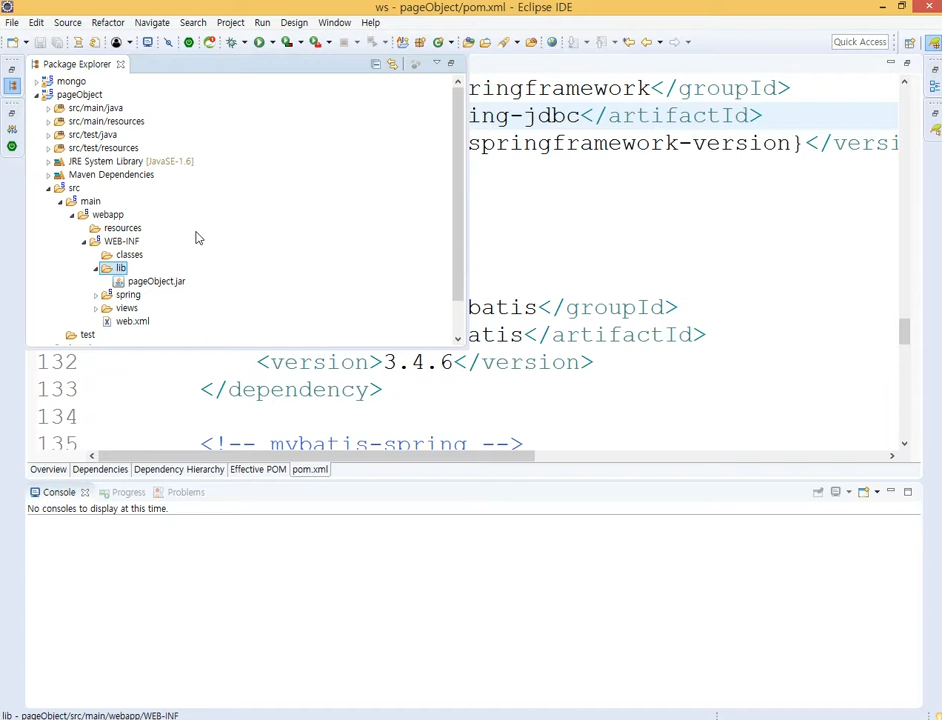 ws - pageObject/pom.xml - Eclipse IDE
File Edit Source Refactor Navigate Search Project Run Design Window Help
Quick Access
Package Explorer
mongo
pageObject
src/main/java
src/main/resources
src/test/java
src/test/resources
JRE System Library [JavaSE-1.6]
Maven Dependencies
src
main
webapp
resources
WEB-INF
classes
lib
pageObject.jar
spring
views
web.xml
test
ringframework</groupId>
ing-jdbc</artifactId>
springframework-version}</versi
batis</groupId>
atis</artifactId>
132 <version>3.4.6</version>
133 </dependency>
134
135 <!-- mybatis-spring -->
Overview Dependencies Dependency Hierarchy Effective POM pom.xml
Console Progress Problems
No consoles to display at this time.
lib - pageObject/src/main/webapp/WEB-INF